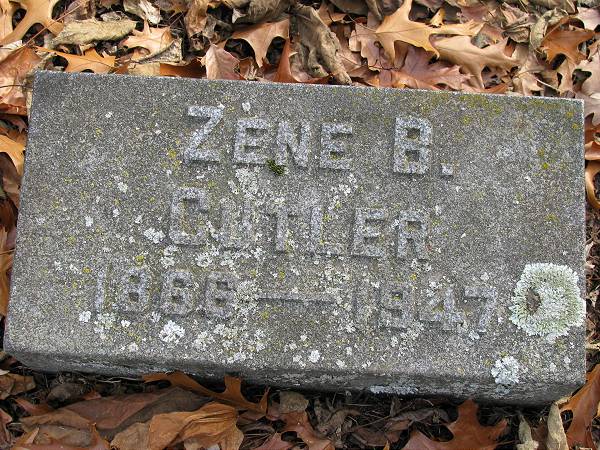 ZENE B.
CUTLER
1866—1947